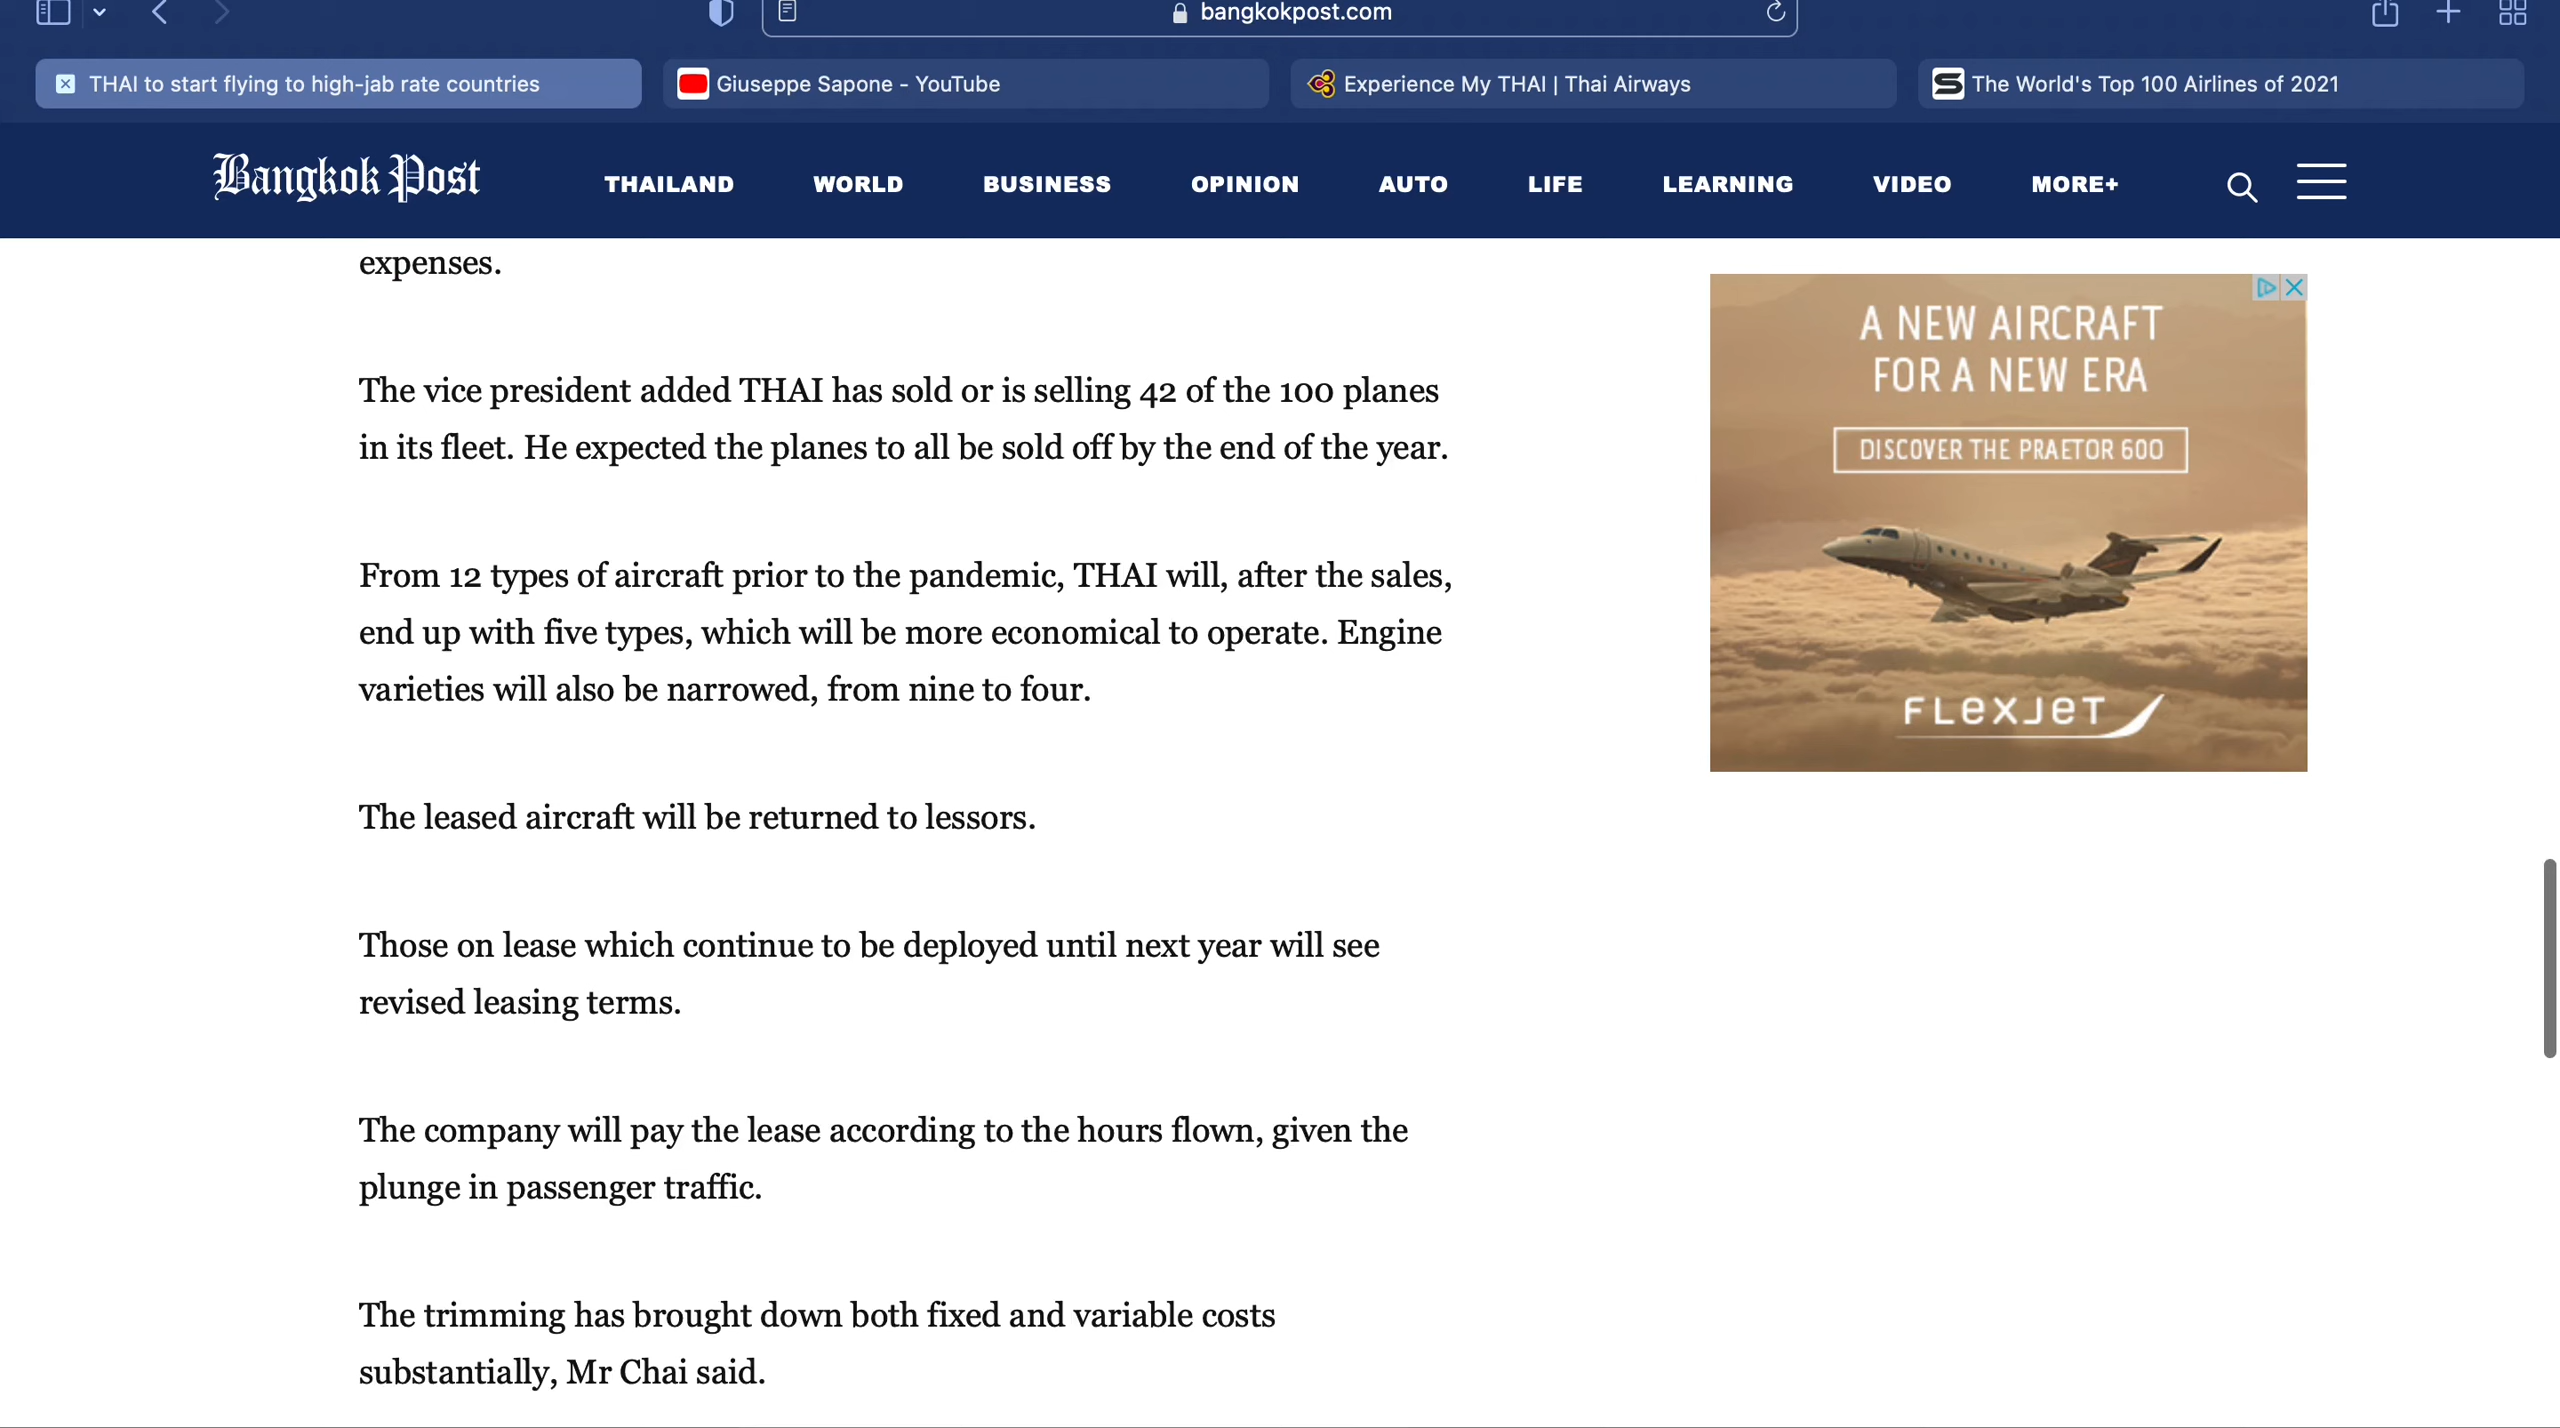 bangkokpost.com
THAI to start flying to high-jab rate countries
Giuseppe Sapone - YouTube
Experience My THAI | Thai Airways
The World's Top 100 Airlines of 2021
Bangkok Post
THAILAND
WORLD
BUSINESS
OPINION
AUTO
LIFE
LEARNING
VIDEO
MORE+
expenses.
The vice president added THAI has sold or is selling 42 of the 100 planes
in its fleet. He expected the planes to all be sold off by the end of the year.
From 12 types of aircraft prior to the pandemic, THAI will, after the sales,
end up with five types, which will be more economical to operate. Engine
varieties will also be narrowed, from nine to four.
The leased aircraft will be returned to lessors.
Those on lease which continue to be deployed until next year will see
revised leasing terms.
The company will pay the lease according to the hours flown, given the
plunge in passenger traffic.
The trimming has brought down both fixed and variable costs
substantially, Mr Chai said.
A NEW AIRCRAFT
FOR A NEW ERA
DISCOVER THE PRAETOR 600
FLEXJET